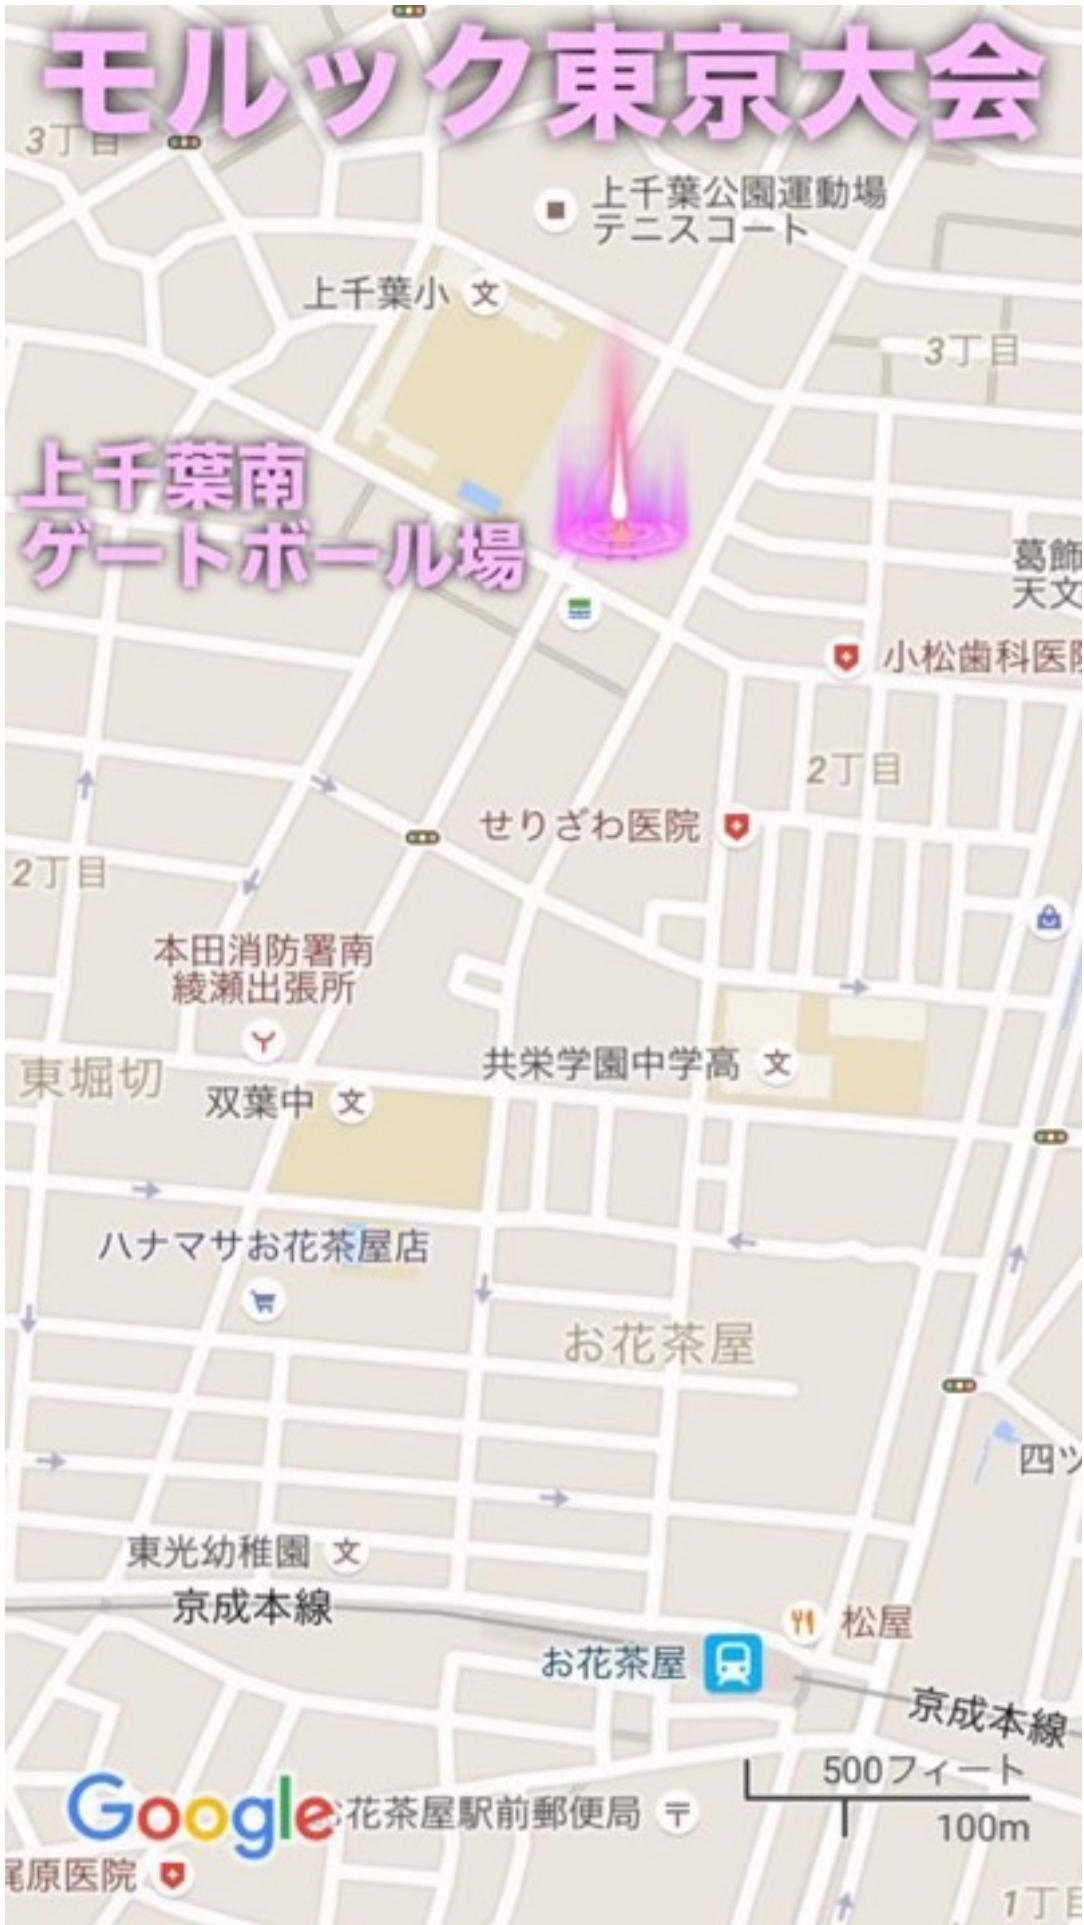 モルック東京大会
3丁目
上千葉公園運動場
テニスコート
上千葉小
文
3丁目
上千葉南
ゲートボール場
葛飾
天文
小松歯科医院
2丁目
せりざわ医院
2丁目
本田消防署南
綾瀬出張所
東堀切
共栄学園中学高
文
双葉中
文
ハナマサお花茶屋店
お花茶屋
四ツ
東光幼稚園
文
京成本線
松屋
お花茶屋
京成本線
500フィート
100m
Google
お花茶屋駅前郵便局
〒
尾原医院
1丁目